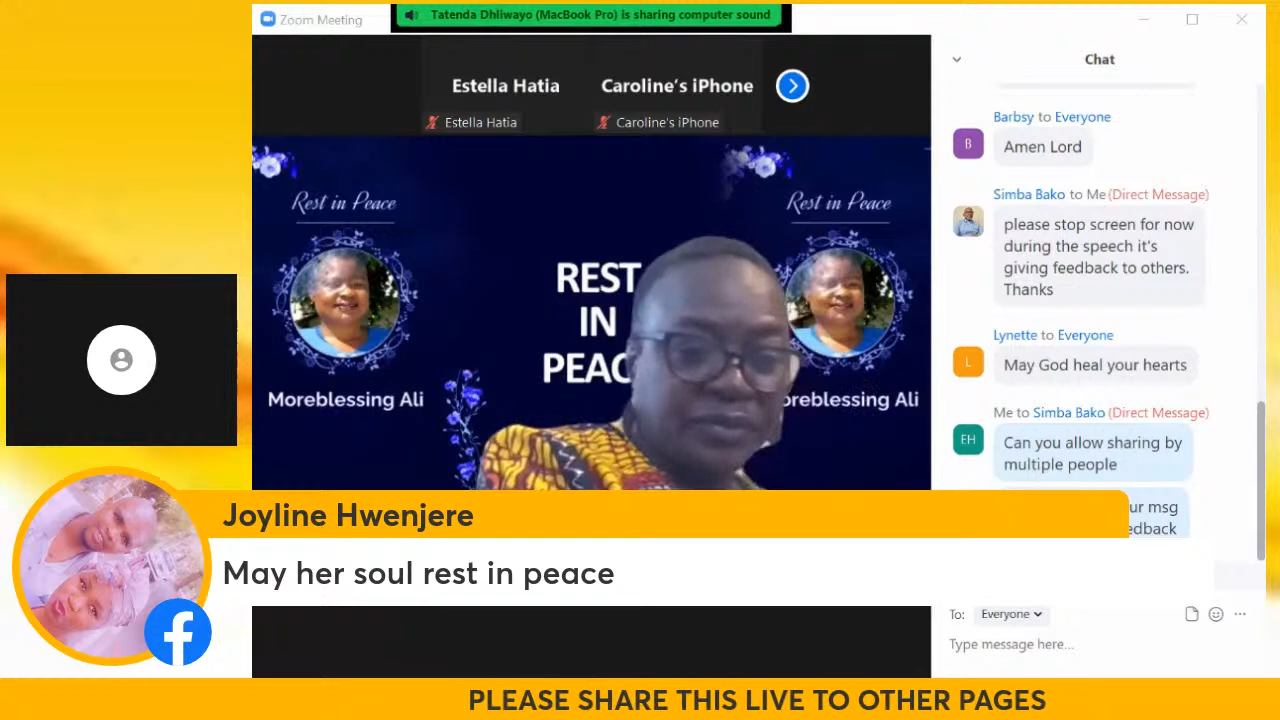 Zoom Meeting
Tatenda Dhliwayo (MacBook Pro) is sharing computer sound
Estella Hatia
Caroline's iPhone
Estella Hatia
Caroline's iPhone
Rest in Peace
Moreblessing Ali
REST
IN
Rest in Peace
Ali
Chat
Barbsy to Everyone
B
Amen Lord
Simba Bako to Me (Direct Message)
please stop screen for now
during the speech it's
giving feedback to others.
Thanks
Lynette to Everyone
L
May God heal your hearts
Me to Simba Bako (Direct Message)
EH
Can you allow sharing by
multiple people
msg
To: Everyone
Type message here...
Joyline Hwenjere
May her soul rest in peace
f
PLEASE SHARE THIS LIVE TO OTHER PAGES